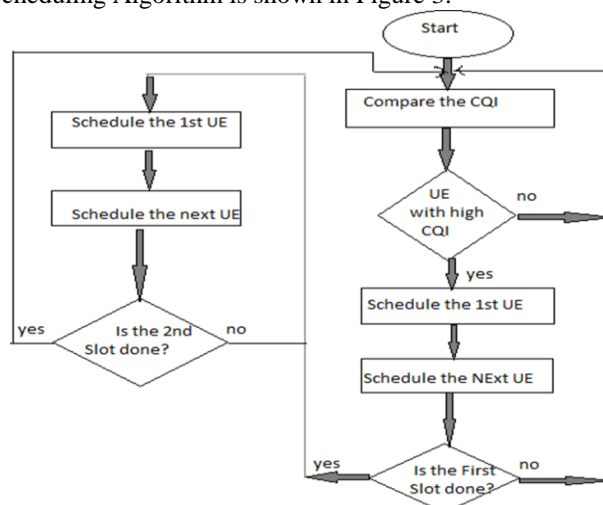 cheduling Algorithm is shown in Figure 3.
Start
Compare the CQI
UE
with high
CQI
no
yes
Schedule the 1st UE
Schedule the NExt UE
Is the First
Slot done?
yes
no
Schedule the 1st UE
Schedule the next UE
Is the 2nd
Slot done?
yes
no